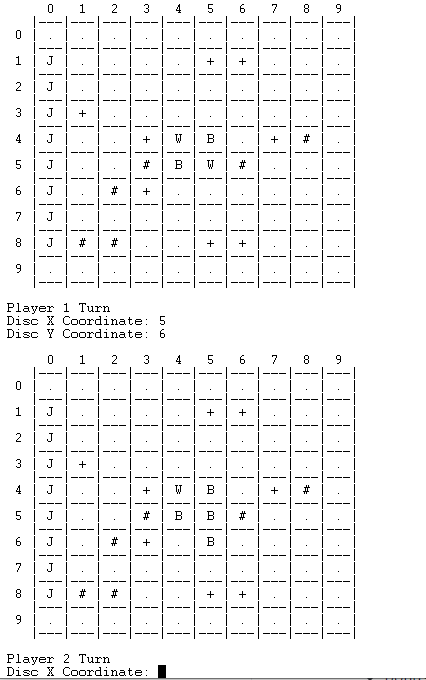 0   1   2   3   4   5   6   7   8   9
  |---|---|---|---|---|---|---|---|---|---|
0 | . | . | . | . | . | . | . | . | . | . |
  |---|---|---|---|---|---|---|---|---|---|
1 | J | . | . | . | . | + | + | . | . | . |
  |---|---|---|---|---|---|---|---|---|---|
2 | J | . | . | . | . | . | . | . | . | . |
  |---|---|---|---|---|---|---|---|---|---|
3 | J | + | . | . | . | . | . | . | . | . |
  |---|---|---|---|---|---|---|---|---|---|
4 | J | . | . | + | W | B | . | + | # | . |
  |---|---|---|---|---|---|---|---|---|---|
5 | J | . | . | # | B | W | # | . | . | . |
  |---|---|---|---|---|---|---|---|---|---|
6 | J | . | # | + | . | . | . | . | . | . |
  |---|---|---|---|---|---|---|---|---|---|
7 | J | . | . | . | . | . | . | . | . | . |
  |---|---|---|---|---|---|---|---|---|---|
8 | J | # | # | . | . | + | + | . | . | . |
  |---|---|---|---|---|---|---|---|---|---|
9 | . | . | . | . | . | . | . | . | . | . |
  |---|---|---|---|---|---|---|---|---|---|
Player 1 Turn
Disc X Coordinate: 5
Disc Y Coordinate: 6
    0   1   2   3   4   5   6   7   8   9
  |---|---|---|---|---|---|---|---|---|---|
0 | . | . | . | . | . | . | . | . | . | . |
  |---|---|---|---|---|---|---|---|---|---|
1 | J | . | . | . | . | + | + | . | . | . |
  |---|---|---|---|---|---|---|---|---|---|
2 | J | . | . | . | . | . | . | . | . | . |
  |---|---|---|---|---|---|---|---|---|---|
3 | J | + | . | . | . | . | . | . | . | . |
  |---|---|---|---|---|---|---|---|---|---|
4 | J | . | . | + | W | B | . | + | # | . |
  |---|---|---|---|---|---|---|---|---|---|
5 | J | . | . | # | B | B | # | . | . | . |
  |---|---|---|---|---|---|---|---|---|---|
6 | J | . | # | + | . | B | . | . | . | . |
  |---|---|---|---|---|---|---|---|---|---|
7 | J | . | . | . | . | . | . | . | . | . |
  |---|---|---|---|---|---|---|---|---|---|
8 | J | # | # | . | . | + | + | . | . | . |
  |---|---|---|---|---|---|---|---|---|---|
9 | . | . | . | . | . | . | . | . | . | . |
  |---|---|---|---|---|---|---|---|---|---|
Player 2 Turn
Disc X Coordinate: